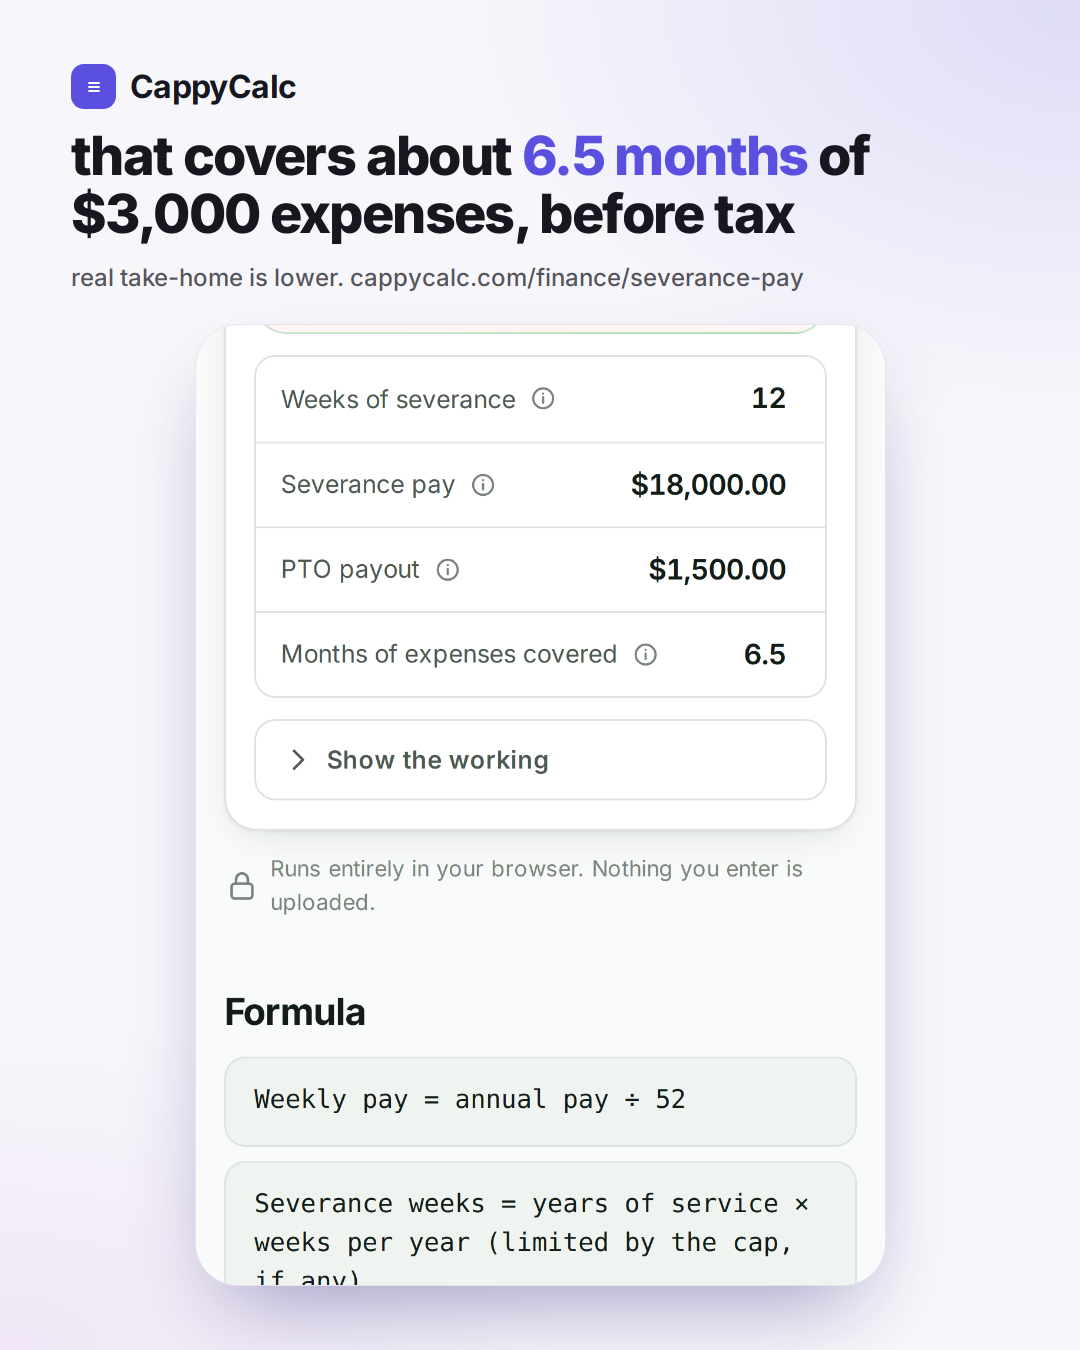 CappyCalc
that covers about 6.5 months of
$3,000 expenses, before tax
real take-home is lower. cappycalc.com/finance/severance-pay
Weeks of severance 12
Severance pay $18,000.00
PTO payout $1,500.00
Months of expenses covered 6.5
Show the working
Runs entirely in your browser. Nothing you enter is
uploaded.
Formula
Weekly pay = annual pay ÷ 52
Severance weeks = years of service ×
weeks per year (limited by the cap,
if any)